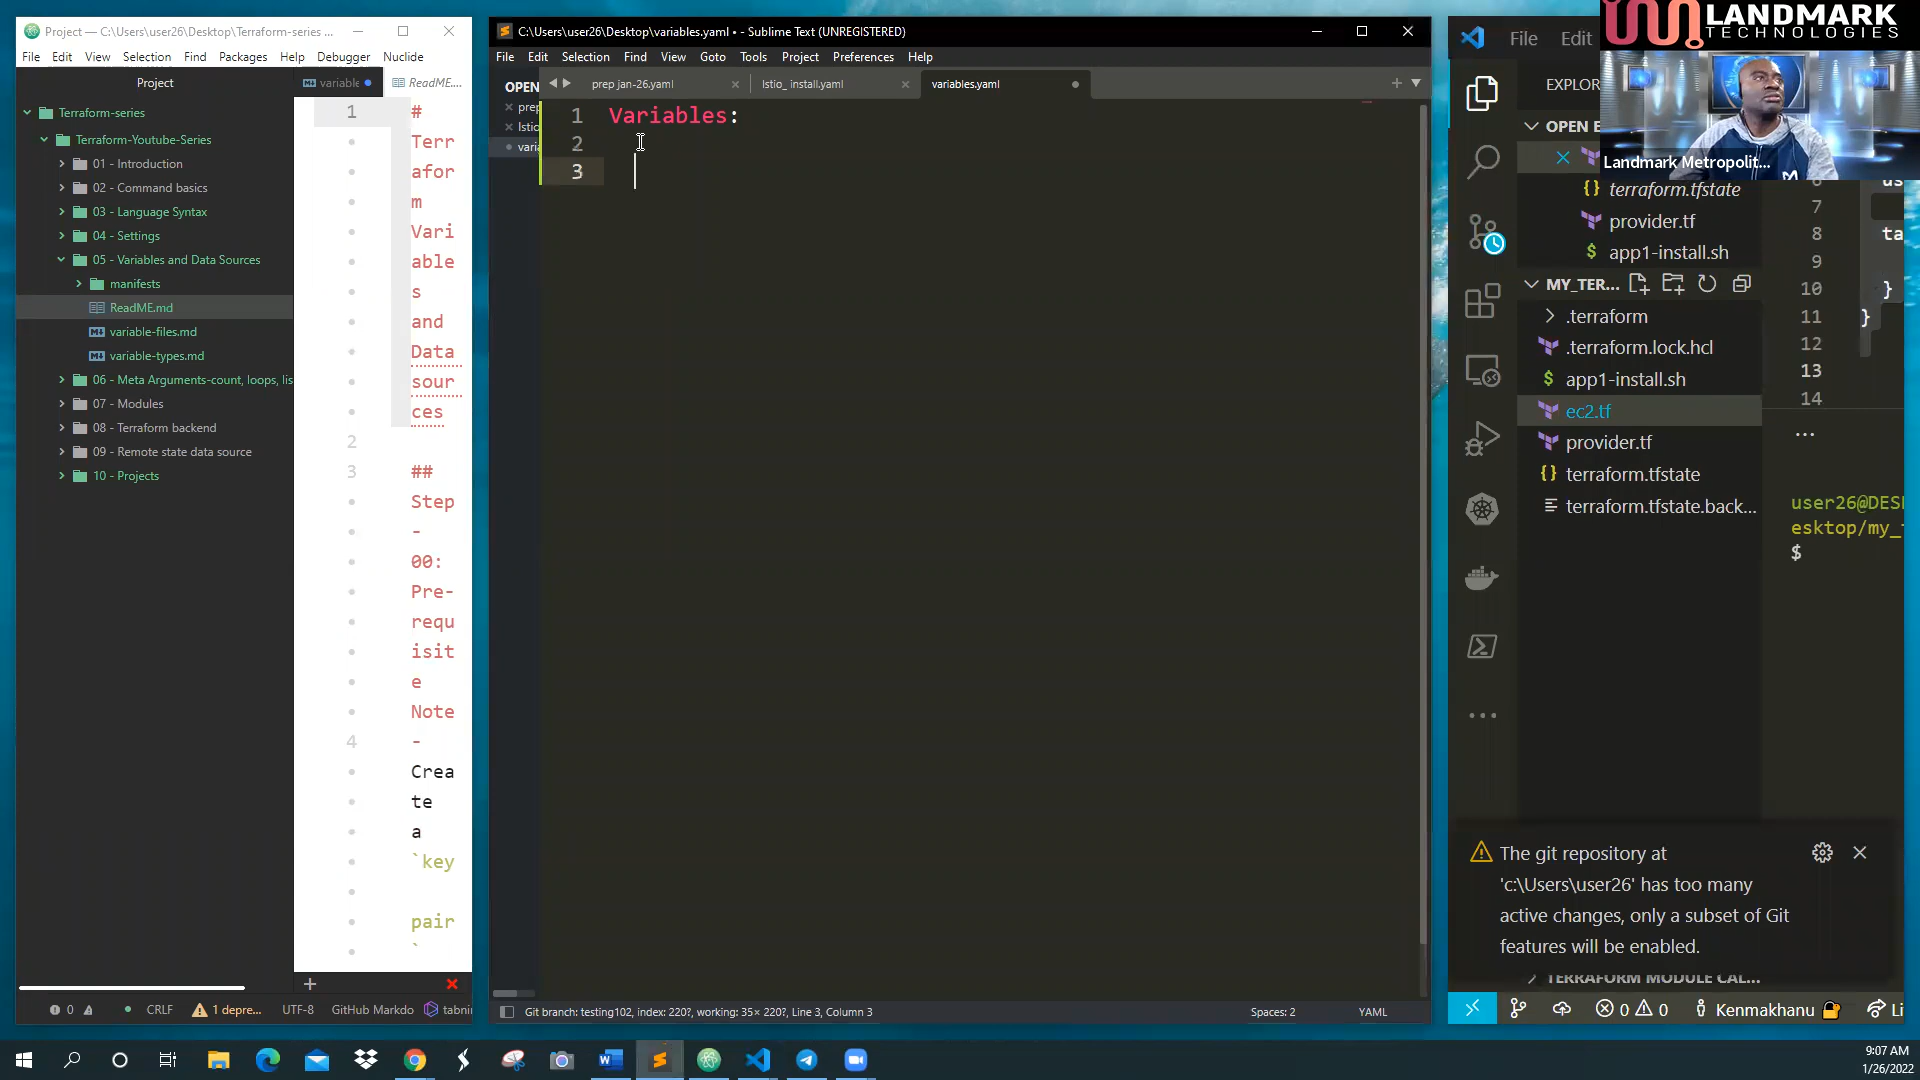 Project — C:\Users\user26\Desktop\Terraform-series ...
File Edit View Selection Find Packages Help Debugger Nuclide
Project
variable
ReadME....
Terraform-series
Terraform-Youtube-Series
01 - Introduction
02 - Command basics
03 - Language Syntax
04 - Settings
05 - Variables and Data Sources
manifests
ReadME.md
variable-files.md
variable-types.md
06 - Meta Arguments-count, loops, lis
07 - Modules
08 - Terraform backend
09 - Remote state data source
10 - Projects
1 #
Terr
afor
m
Vari
able
s
and
Data
sour
ces
2
3 ##
Step
-
00:
Pre-
requ
isit
e
Note
4 -
Crea
te
a
`key
pair
`
0
CRLF
1 depre...
UTF-8
GitHub Markdo
tabni
C:\Users\user26\Desktop\variables.yaml • - Sublime Text (UNREGISTERED)
File Edit Selection Find View Goto Tools Project Preferences Help
OPEN
prep
Istio
varia
prep jan-26.yaml
Istio_ install.yaml
variables.yaml
1 Variables:
2
3
Git branch: testing102, index: 220?, working: 35≠ 220?, Line 3, Column 3
Spaces: 2
YAML
File Edit
LANDMARK
TECHNOLOGIES
Landmark Metropolit...
EXPLOR
OPEN E
terraform.tfstate
provider.tf
app1-install.sh
MY_TER...
.terraform
.terraform.lock.hcl
app1-install.sh
ec2.tf
provider.tf
terraform.tfstate
terraform.tfstate.back...
us
7
8 ta
9
10 }
11 }
12
13
14
user26@DES
esktop/my_
$
The git repository at
'c:\Users\user26' has too many
active changes, only a subset of Git
features will be enabled.
TERRAFORM MODULE CAL...
0 0
Kenmakhanu
Li
9:07 AM
1/26/2022